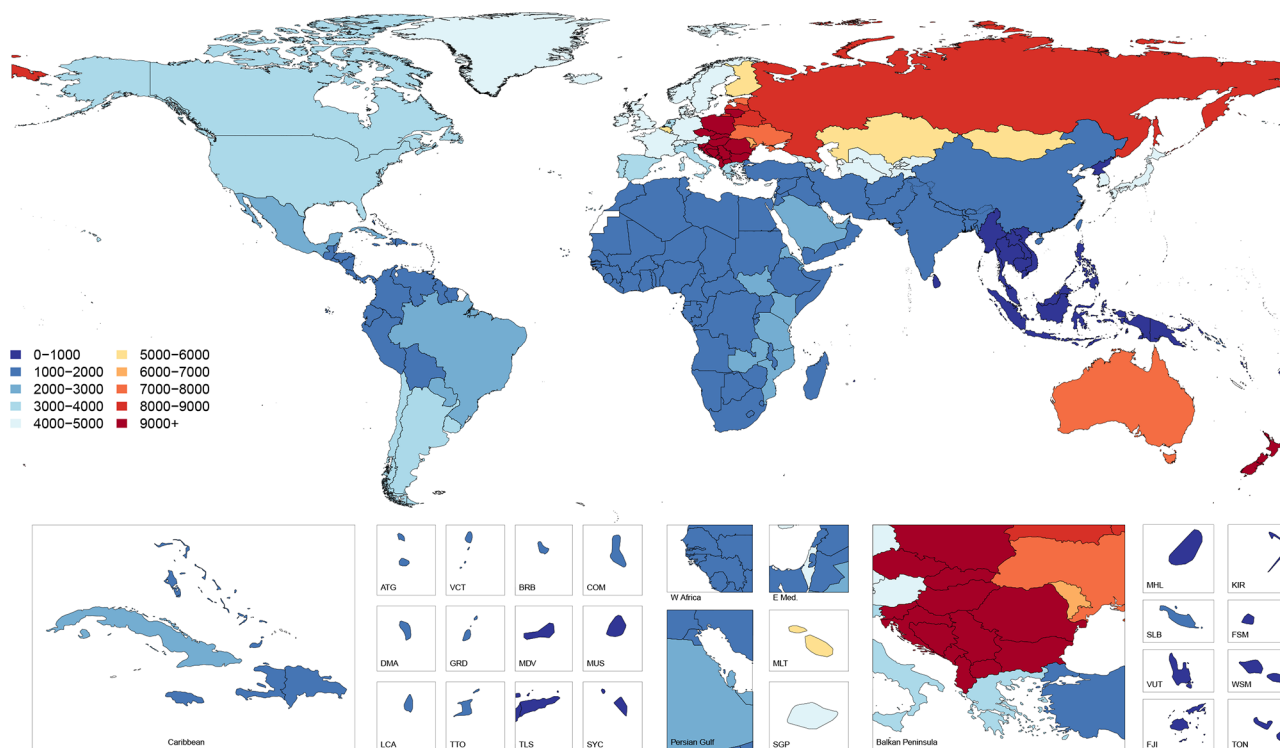 0-1000
1000-2000
2000-3000
3000-4000
4000-5000
5000-6000
6000-7000
7000-8000
8000-9000
9000+
Caribbean
ATG
VCT
BRB
COM
DMA
GRD
MDV
MUS
LCA
TTO
TLS
SYC
W Africa
E Med.
Persian Gulf
MLT
SGP
Balkan Peninsula
MHL
KIR
SLB
FSM
VUT
WSM
FJI
TON